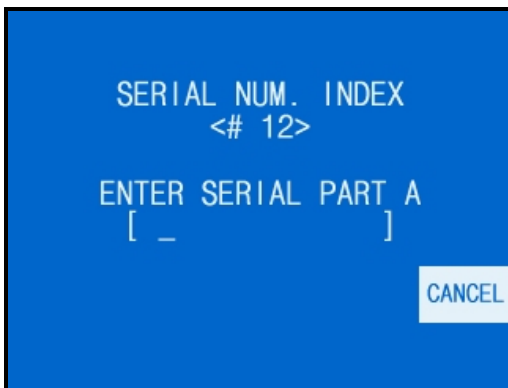 SERIAL NUM. INDEX
<# 12>
ENTER SERIAL PART A
[ _ ]
CANCEL